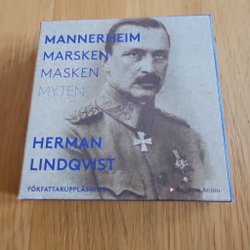 MANNERHEIM
MARSKEN
MASKEN
MYTEN
HERMAN
LINDQVIST
FÖRFATTARUPPLÄSNING